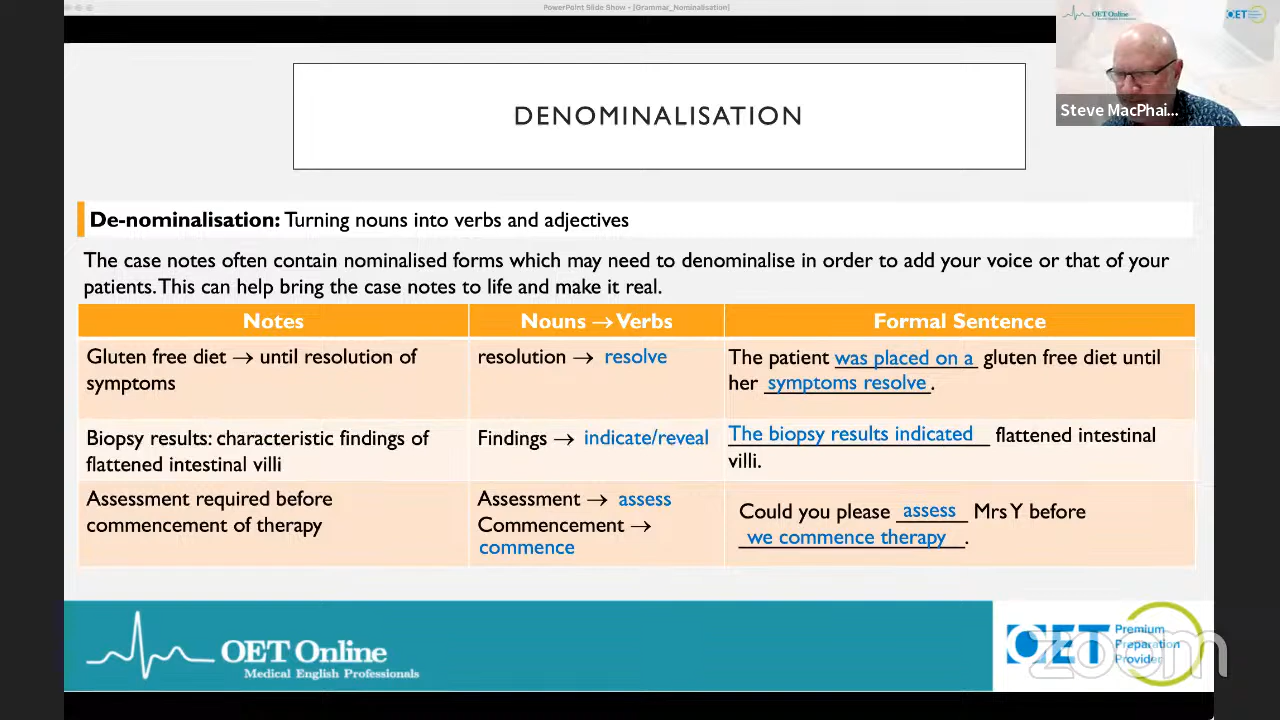 PowerPoint Slide Show - [Grammar_Nominalisation]
OET Online
OET
Steve MacPhai...
DENOMINALISATION
De-nominalisation: Turning nouns into verbs and adjectives
The case notes often contain nominalised forms which may need to denominalise in order to add your voice or that of your
patients. This can help bring the case notes to life and make it real.
Notes
Nouns → Verbs
Formal Sentence
Gluten free diet → until resolution of
symptoms
resolution → resolve
The patient was placed on a gluten free diet until
her symptoms resolve.
Biopsy results: characteristic findings of
flattened intestinal villi
Findings → indicate/reveal
The biopsy results indicated flattened intestinal
villi.
Assessment required before
commencement of therapy
Assessment → assess
Commencement →
commence
Could you please assess Mrs Y before
we commence therapy.
OET Online
Medical English Professionals
OET
Premium
Preparation
Provider
zoom